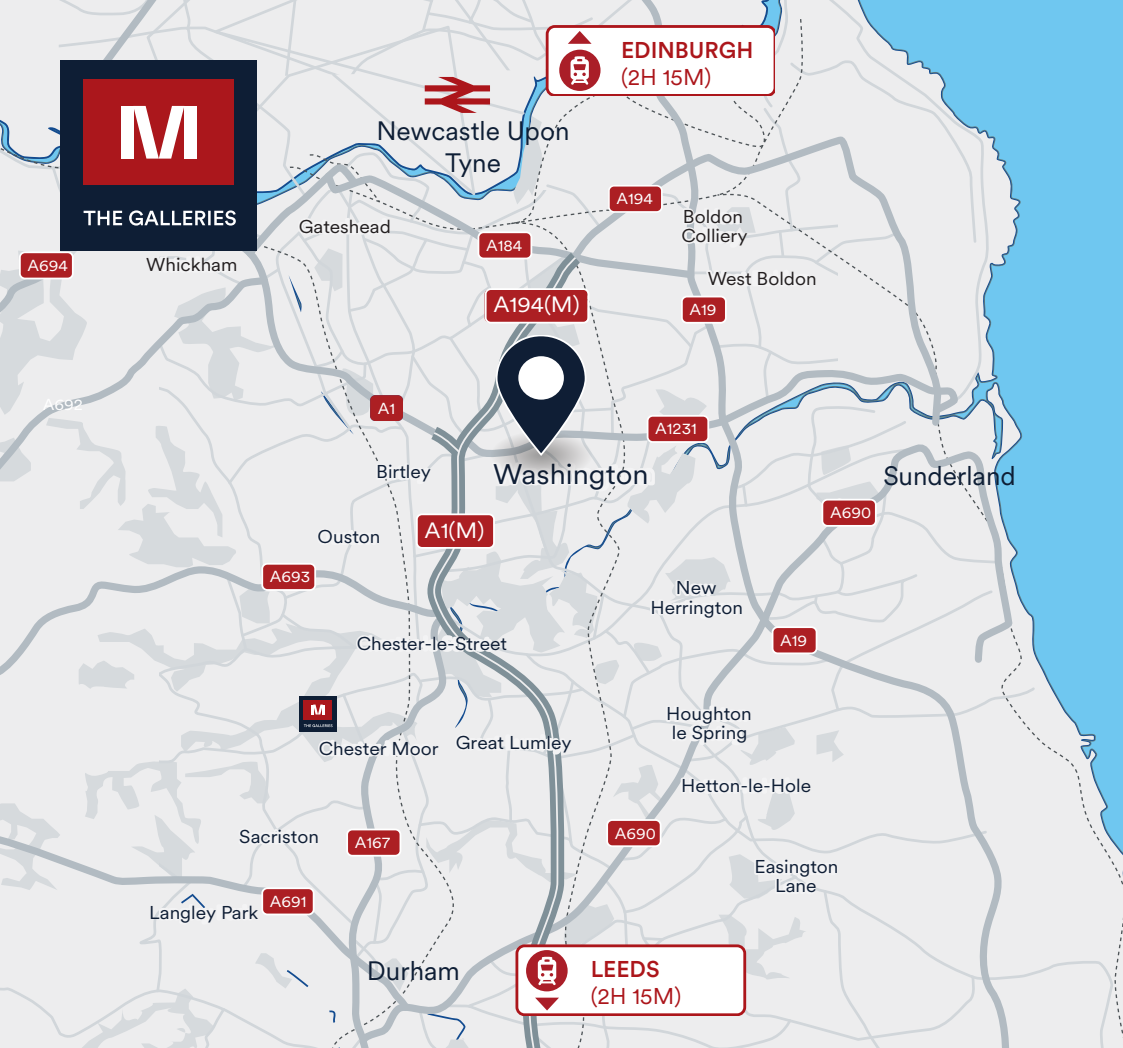 EDINBURGH
(2H 15M)
M
THE GALLERIES
Newcastle Upon
Tyne
A194
Boldon
Colliery
Gateshead
A184
A694
Whickham
West Boldon
A194(M)
A19
A692
A1
A1231
Birtley
Washington
Sunderland
A690
A1(M)
Ouston
A693
New
Herrington
Chester-le-Street
A19
M
THE GALLERIES
Houghton
le Spring
Chester Moor
Great Lumley
Hetton-le-Hole
Sacriston
A167
A690
Easington
Lane
A691
Langley Park
Durham
LEEDS
(2H 15M)